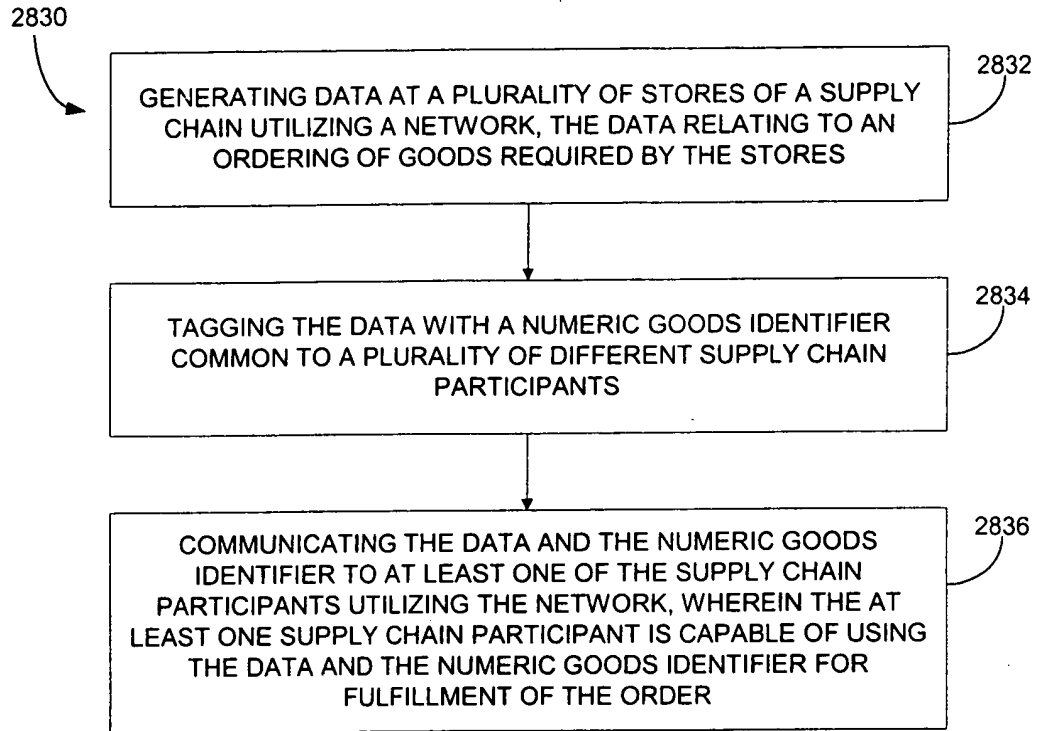 2830
2832
GENERATING DATA AT A PLURALITY OF STORES OF A SUPPLY
CHAIN UTILIZING A NETWORK, THE DATA RELATING TO AN
ORDERING OF GOODS REQUIRED BY THE STORES
2834
TAGGING THE DATA WITH A NUMERIC GOODS IDENTIFIER
COMMON TO A PLURALITY OF DIFFERENT SUPPLY CHAIN
PARTICIPANTS
2836
COMMUNICATING THE DATA AND THE NUMERIC GOODS
IDENTIFIER TO AT LEAST ONE OF THE SUPPLY CHAIN
PARTICIPANTS UTILIZING THE NETWORK, WHEREIN THE AT
LEAST ONE SUPPLY CHAIN PARTICIPANT IS CAPABLE OF USING
THE DATA AND THE NUMERIC GOODS IDENTIFIER FOR
FULFILLMENT OF THE ORDER